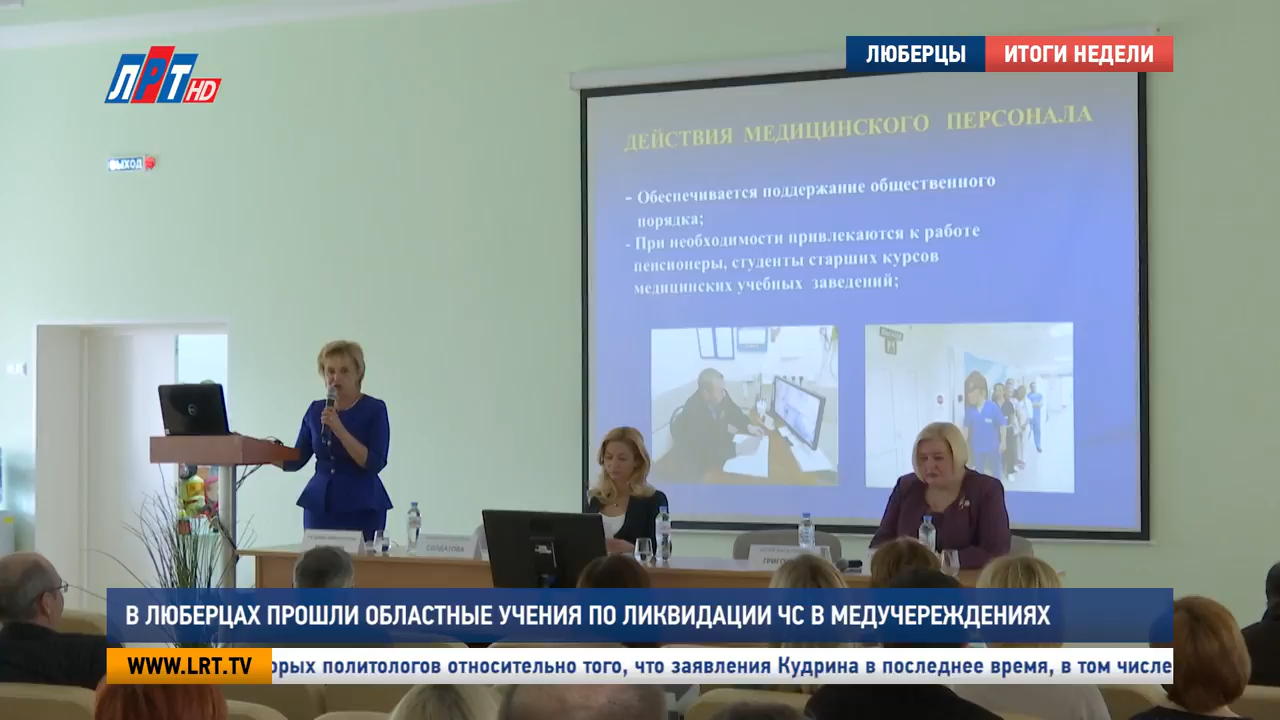 ЛРТ HD
ЛЮБЕРЦЫ ИТОГИ НЕДЕЛИ
ВЫХОД
ДЕЙСТВИЯ МЕДИЦИНСКОГО ПЕРСОНАЛА
- Обеспечивается поддержание общественного
порядка;
- При необходимости привлекаются к работе
пенсионеры, студенты старших курсов
медицинских учебных заведений;
СОЛДАТОВА
В ЛЮБЕРЦАХ ПРОШЛИ ОБЛАСТНЫЕ УЧЕНИЯ ПО ЛИКВИДАЦИИ ЧС В МЕДУЧЕРЕЖДЕНИЯХ
WWW.LRT.TV
орых политологов относительно того, что заявления Кудрина в последнее время, в том числе